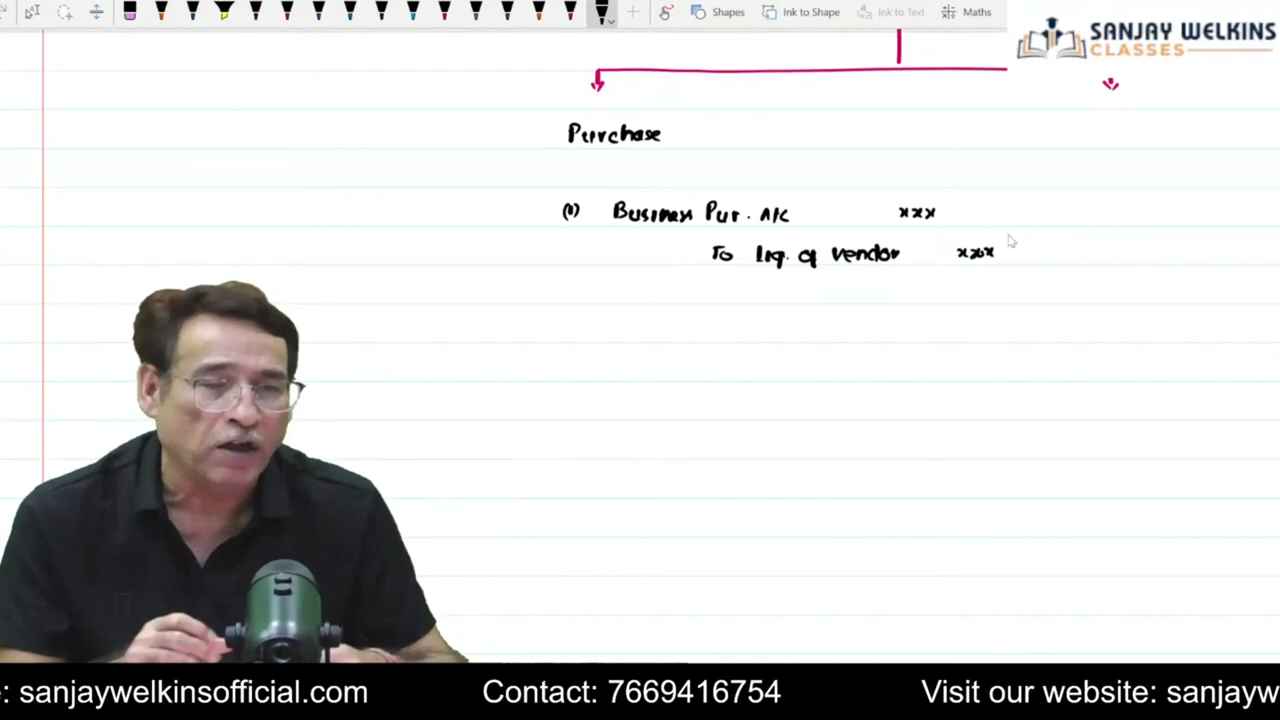 Shapes Ink to Shape Ink to Text Maths
SANJAY WELKINS
CLASSES
Purchase
(1) Business Pur. A/c xxx
To liq. of vendor xxx
e: sanjaywelkinsofficial.com Contact: 7669416754 Visit our website: sanjayw